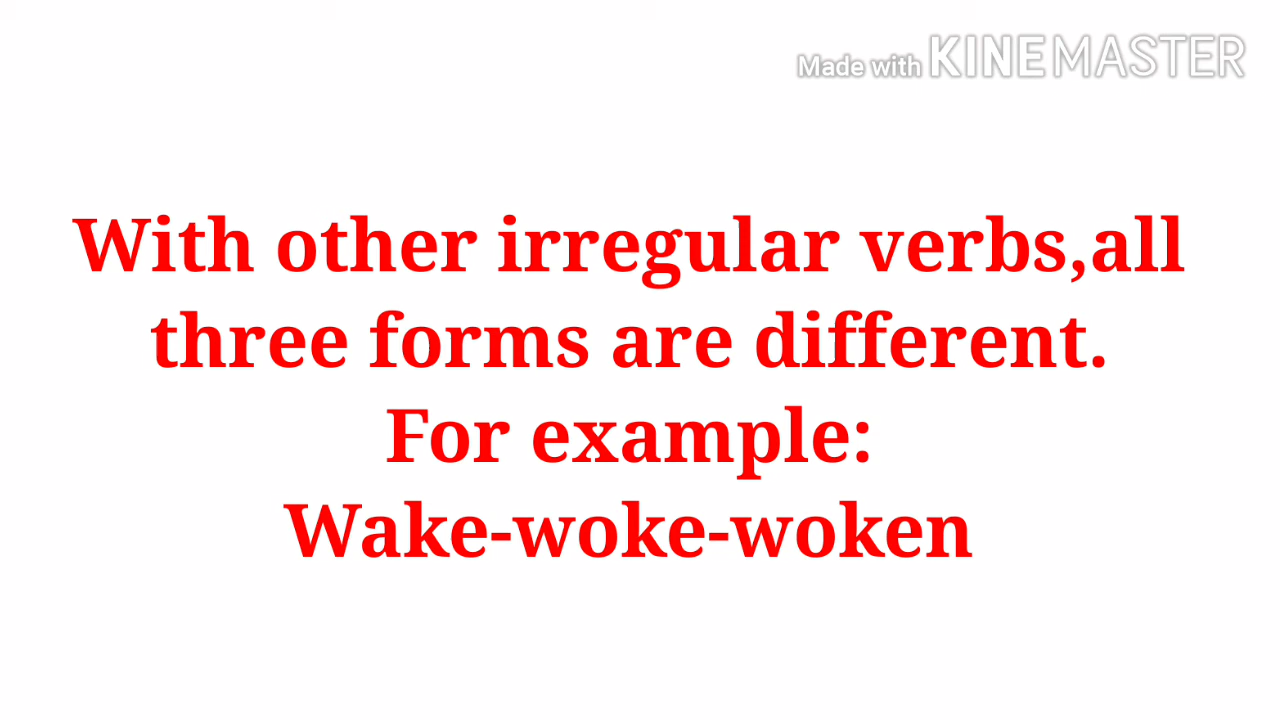 Made with KINEMASTER
With other irregular verbs,all
three forms are different.
For example:
Wake-woke-woken